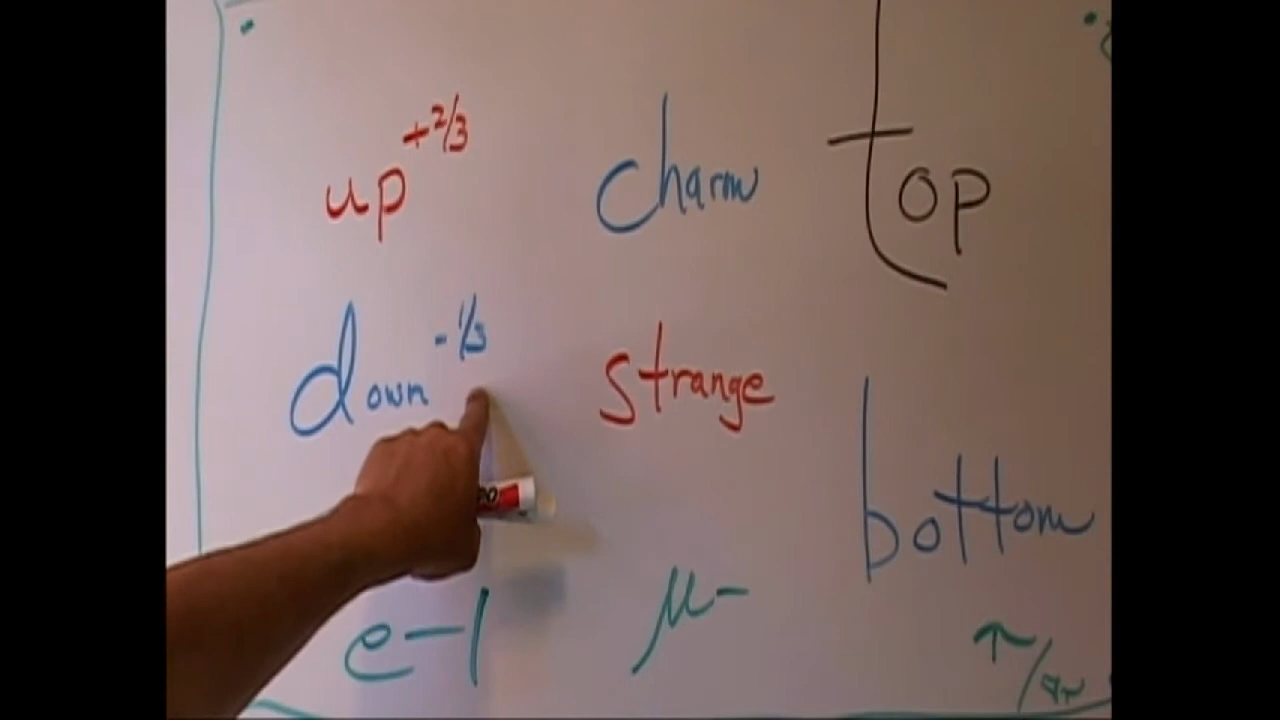 up +2/3 charm top
down -1/3 strange
bottom
e-1 μ-